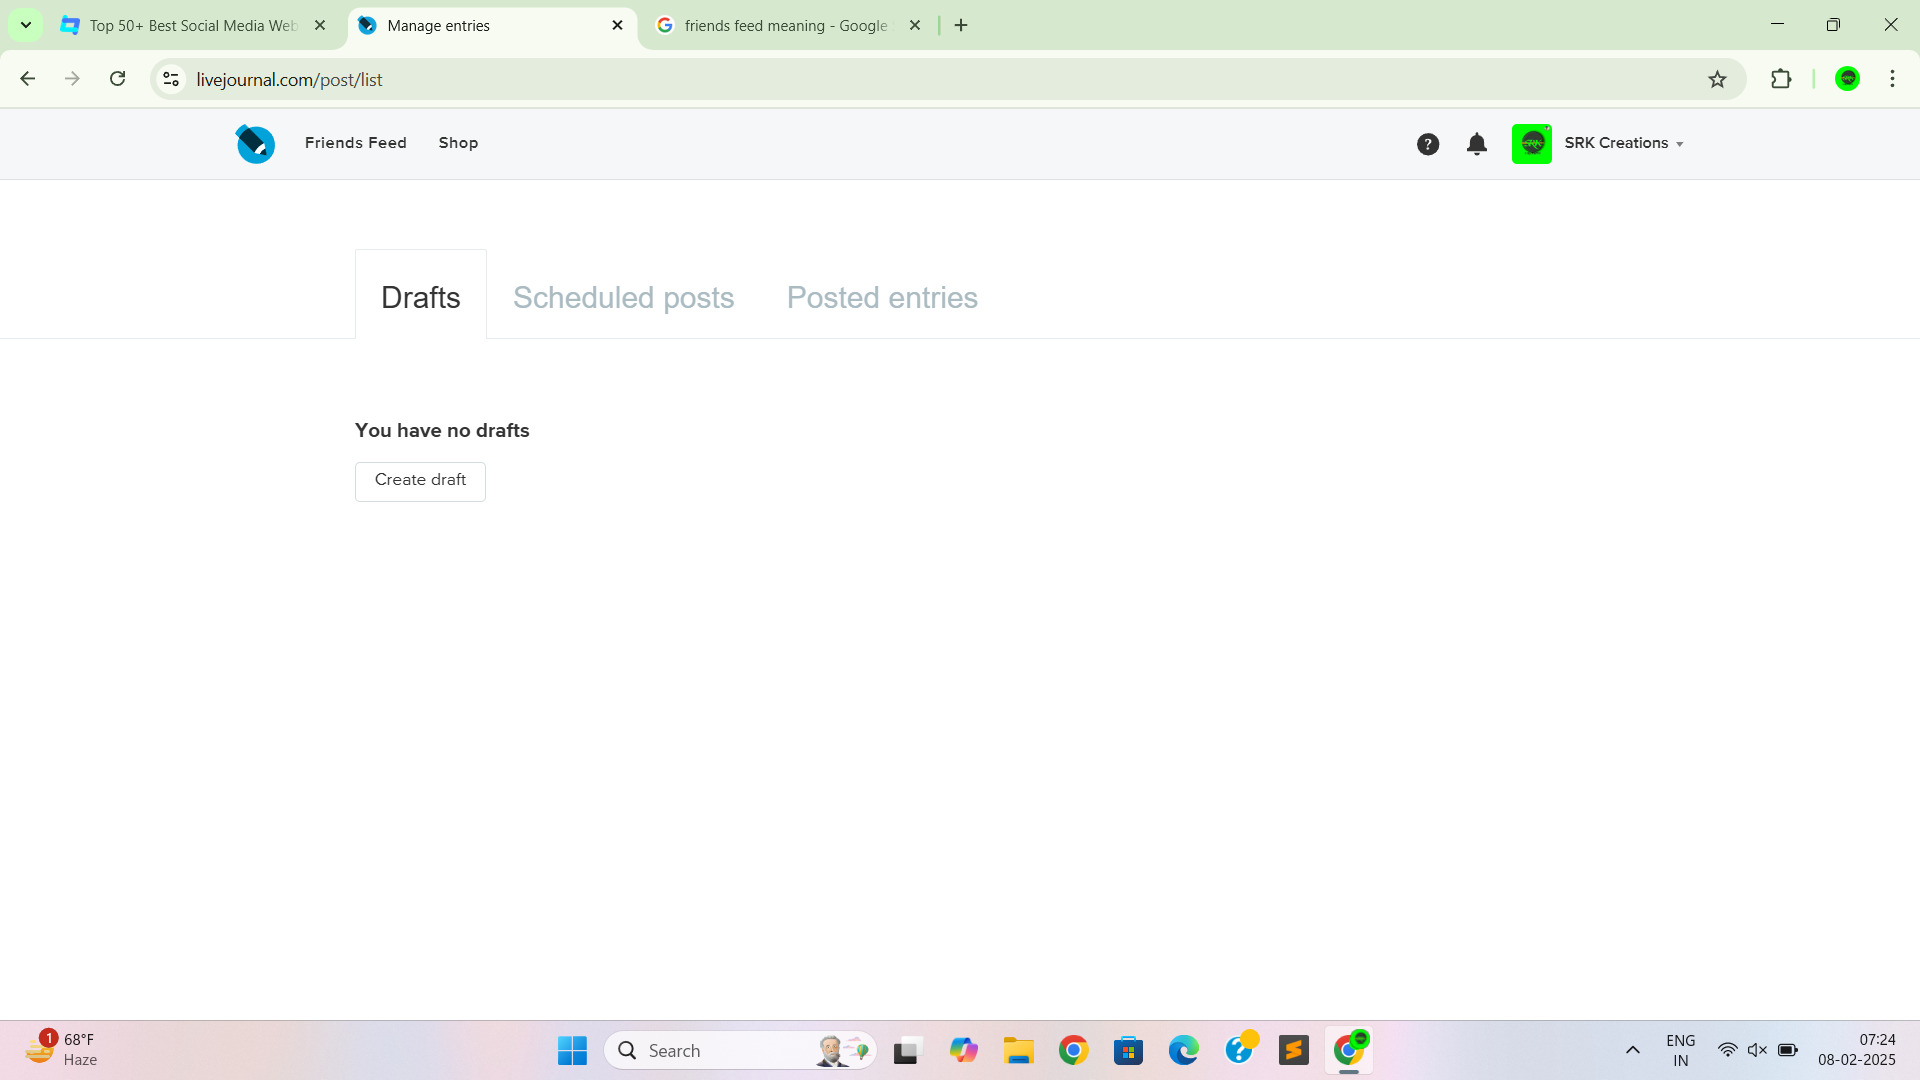 Top 50+ Best Social Media Web
Manage entries
friends feed meaning - Google
livejournal.com/post/list
Friends Feed
Shop
SRK Creations
Drafts
Scheduled posts
Posted entries
You have no drafts
Create draft
1
68°F
Haze
Search
ENG
IN
07:24
08-02-2025